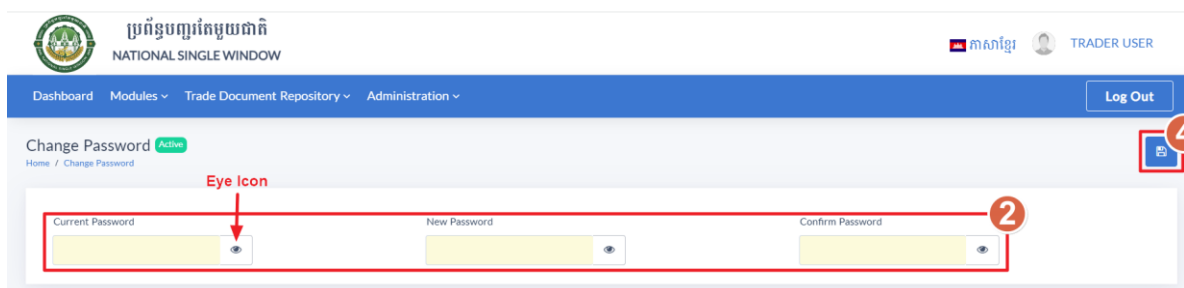 ប្រព័ន្ធបញ្ជរតែមួយជាតិ
NATIONAL SINGLE WINDOW
ភាសាខ្មែរ TRADER USER
Dashboard Modules Trade Document Repository Administration Log Out
Change Password Active
4
Home / Change Password
Eye Icon
2
Current Password New Password Confirm Password